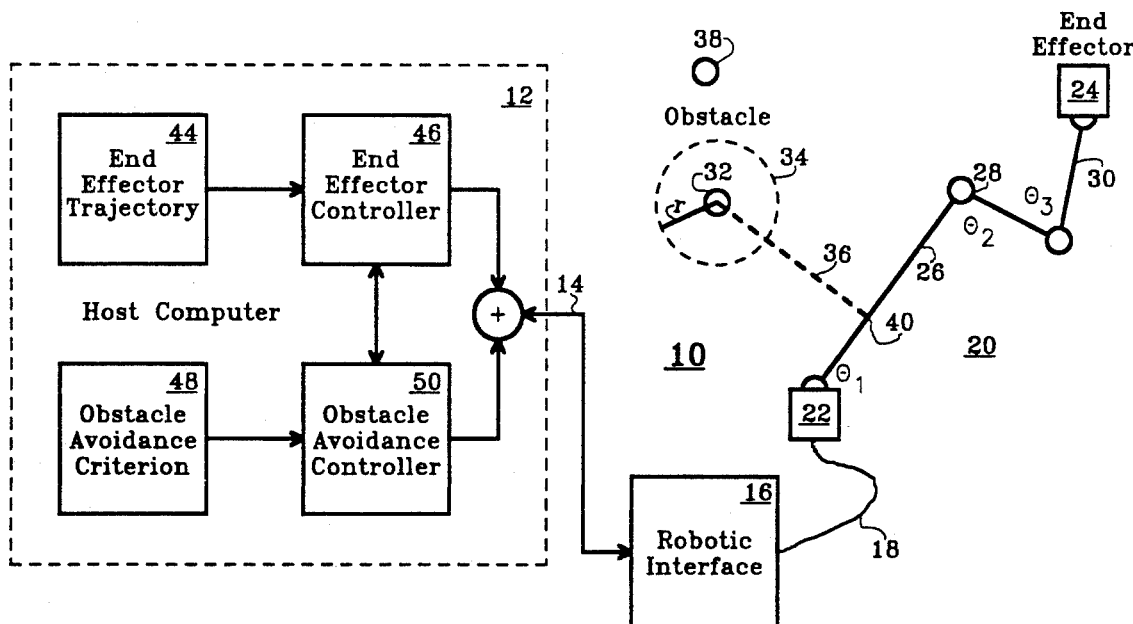 12
44
End
Effector
Trajectory
46
End
Effector
Controller
Host Computer
+
14
48
Obstacle
Avoidance
Criterion
50
Obstacle
Avoidance
Controller
38
Obstacle
32
34
r
36
40
10
End
Effector
24
28
30
Θ3
Θ2
26
20
Θ1
22
16
Robotic
Interface
18